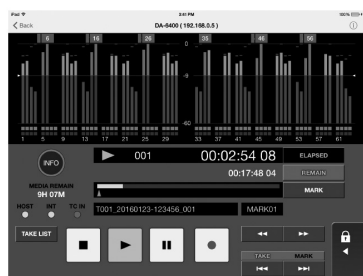 iPad 2:41 PM 100%
Back DA-6400 ( 192.168.0.5 )
6 16 26 35 46 56
0
-9
-60
1 5 9 13 17 21 25 29 33 37 41 45 49 53 57 61
INFO 001 00:02:54 08 ELAPSED
00:17:48 04 REMAIN
MEDIA REMAIN
9H 07M
MARK
HOST INT TC IN T001_20160123-123456_001 MARK01
TAKE LIST
TAKE MARK